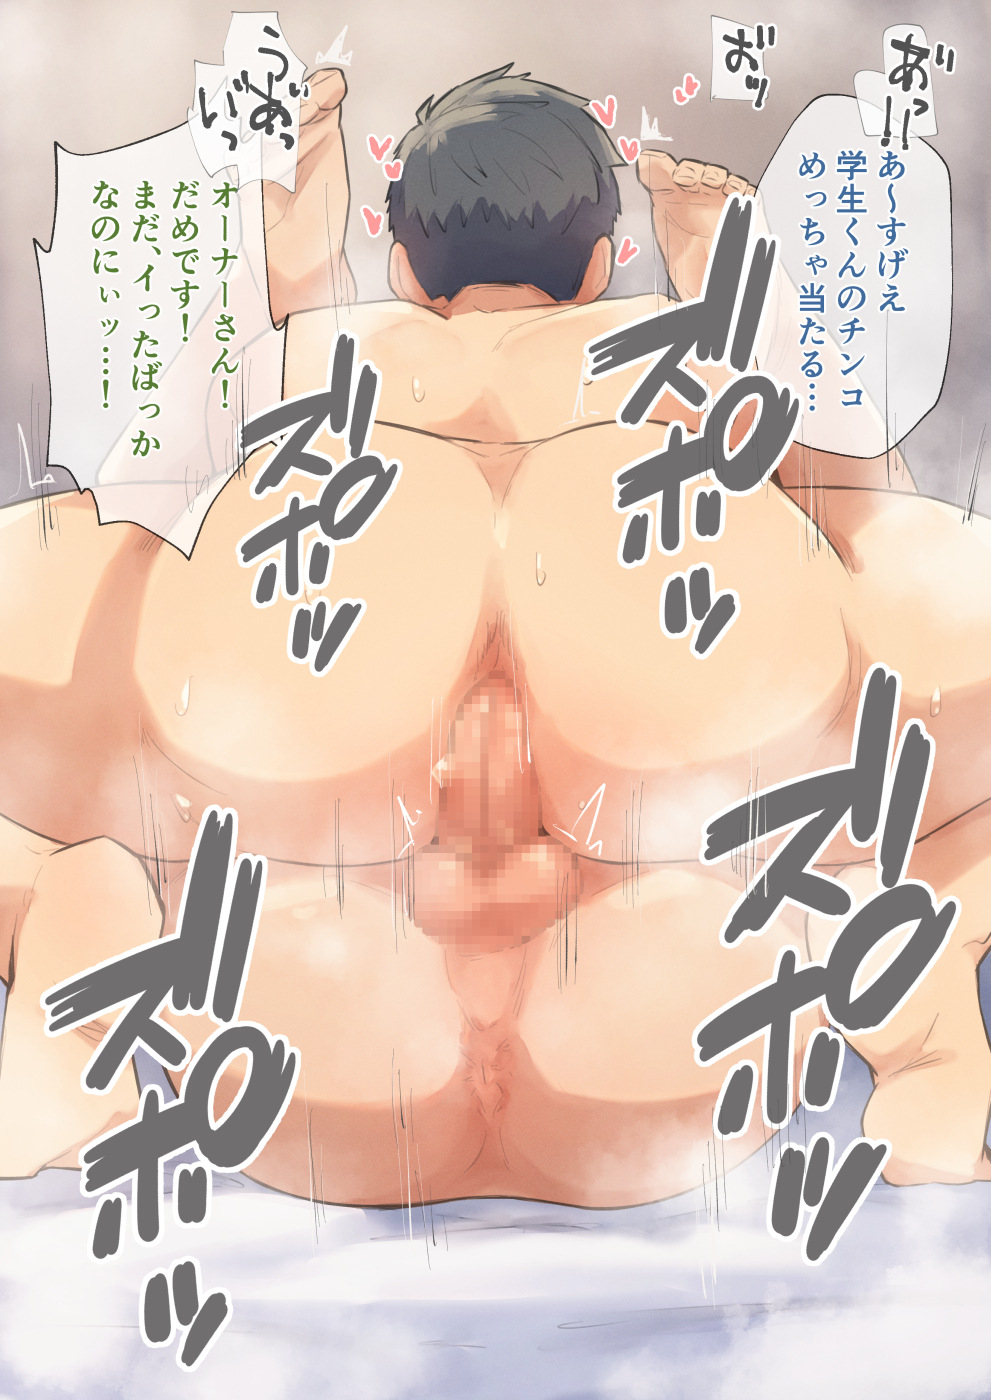 あっ!!
おッ
あ〜すげえ
学生くんのチンコ
めっちゃ当たる…
うあっ
いっ
オーナーさん！
だめです！
まだ、イったばっか
なのにぃッ…！
ズポッ
ズポッ
ズポッ
ズポッ